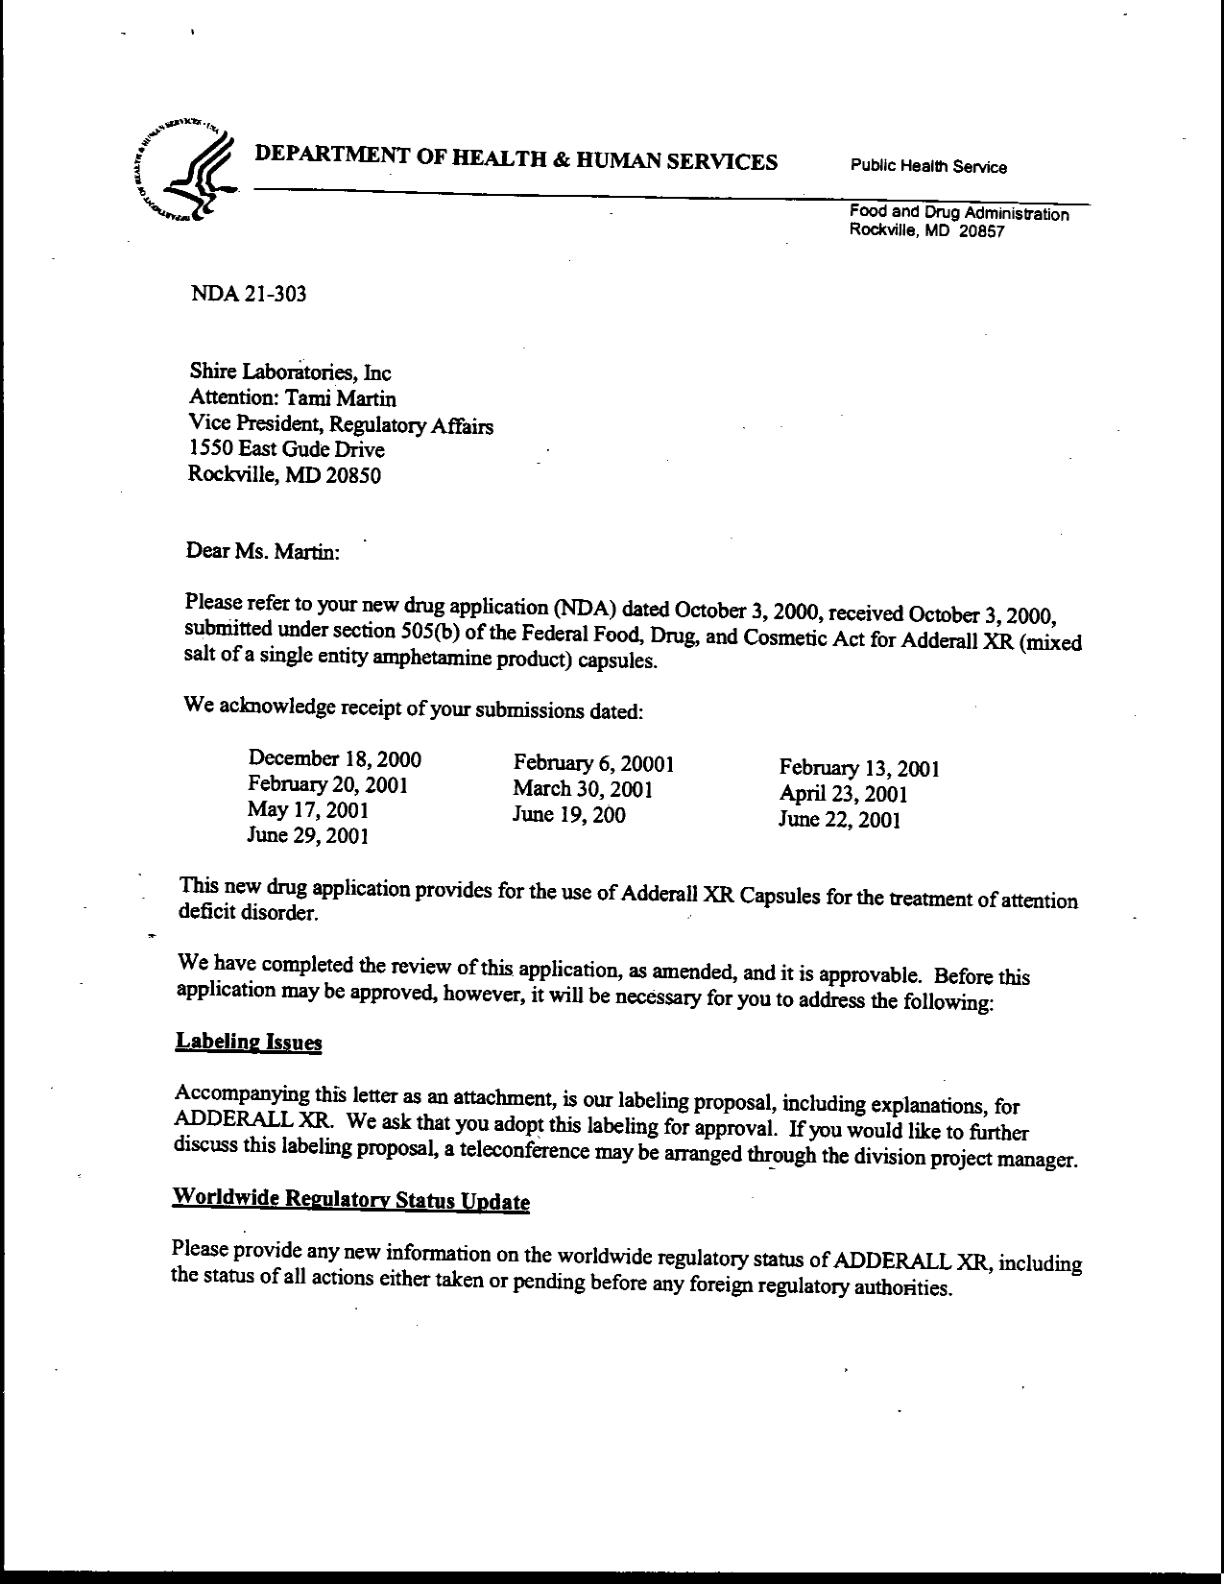 DEPARTMENT OF HEALTH & HUMAN SERVICES
Public Health Service
Food and Drug Administration
Rockville, MD 20857
NDA 21-303
Shire Laboratories, Inc
Attention: Tami Martin
Vice President, Regulatory Affairs
1550 East Gude Drive
Rockville, MD 20850
Dear Ms. Martin:
Please refer to your new drug application (NDA) dated October 3, 2000, received October 3, 2000,
submitted under section 505(b) of the Federal Food, Drug, and Cosmetic Act for Adderall XR (mixed
salt of a single entity amphetamine product) capsules.
We acknowledge receipt of your submissions dated:
December 18, 2000 February 6, 20001 February 13, 2001
February 20, 2001 March 30, 2001 April 23, 2001
May 17, 2001 June 19, 200 June 22, 2001
June 29, 2001
This new drug application provides for the use of Adderall XR Capsules for the treatment of attention
deficit disorder.
We have completed the review of this application, as amended, and it is approvable. Before this
application may be approved, however, it will be necessary for you to address the following:
Labeling Issues
Accompanying this letter as an attachment, is our labeling proposal, including explanations, for
ADDERALL XR. We ask that you adopt this labeling for approval. If you would like to further
discuss this labeling proposal, a teleconference may be arranged through the division project manager.
Worldwide Regulatory Status Update
Please provide any new information on the worldwide regulatory status of ADDERALL XR, including
the status of all actions either taken or pending before any foreign regulatory authorities.